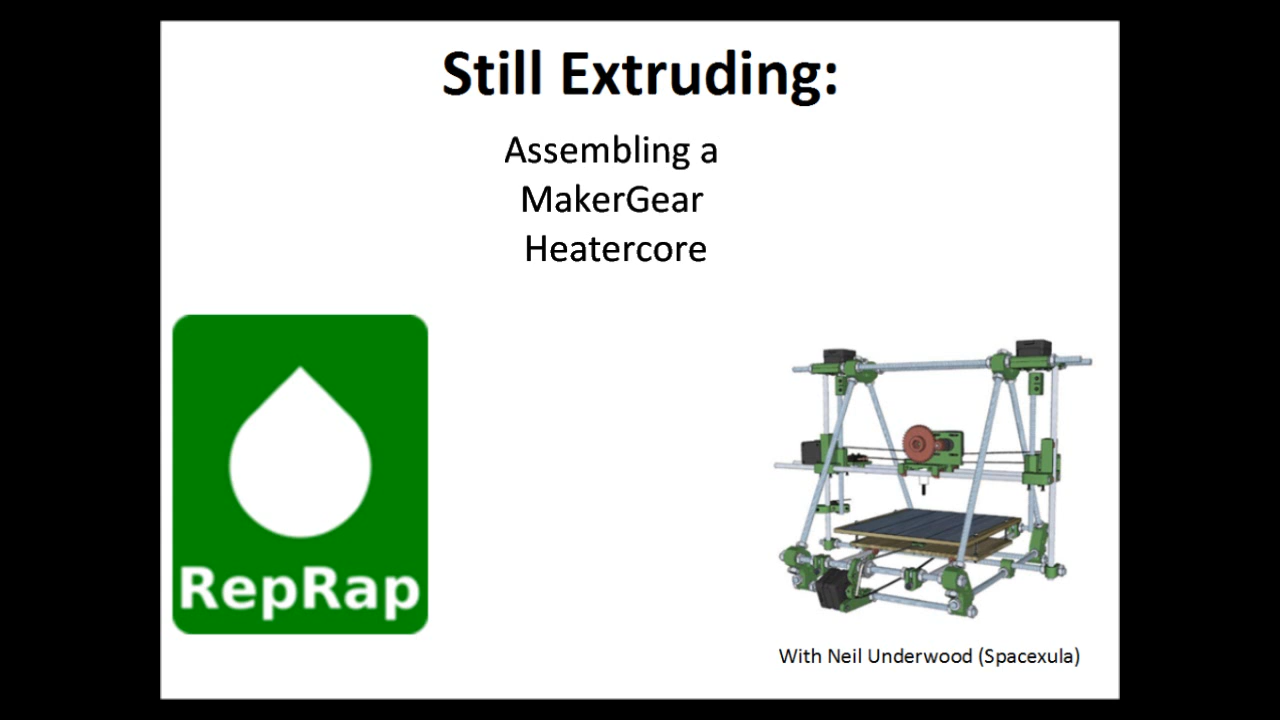 Still Extruding:
Assembling a
MakerGear
Heatercore
RepRap
With Neil Underwood (Spacexula)